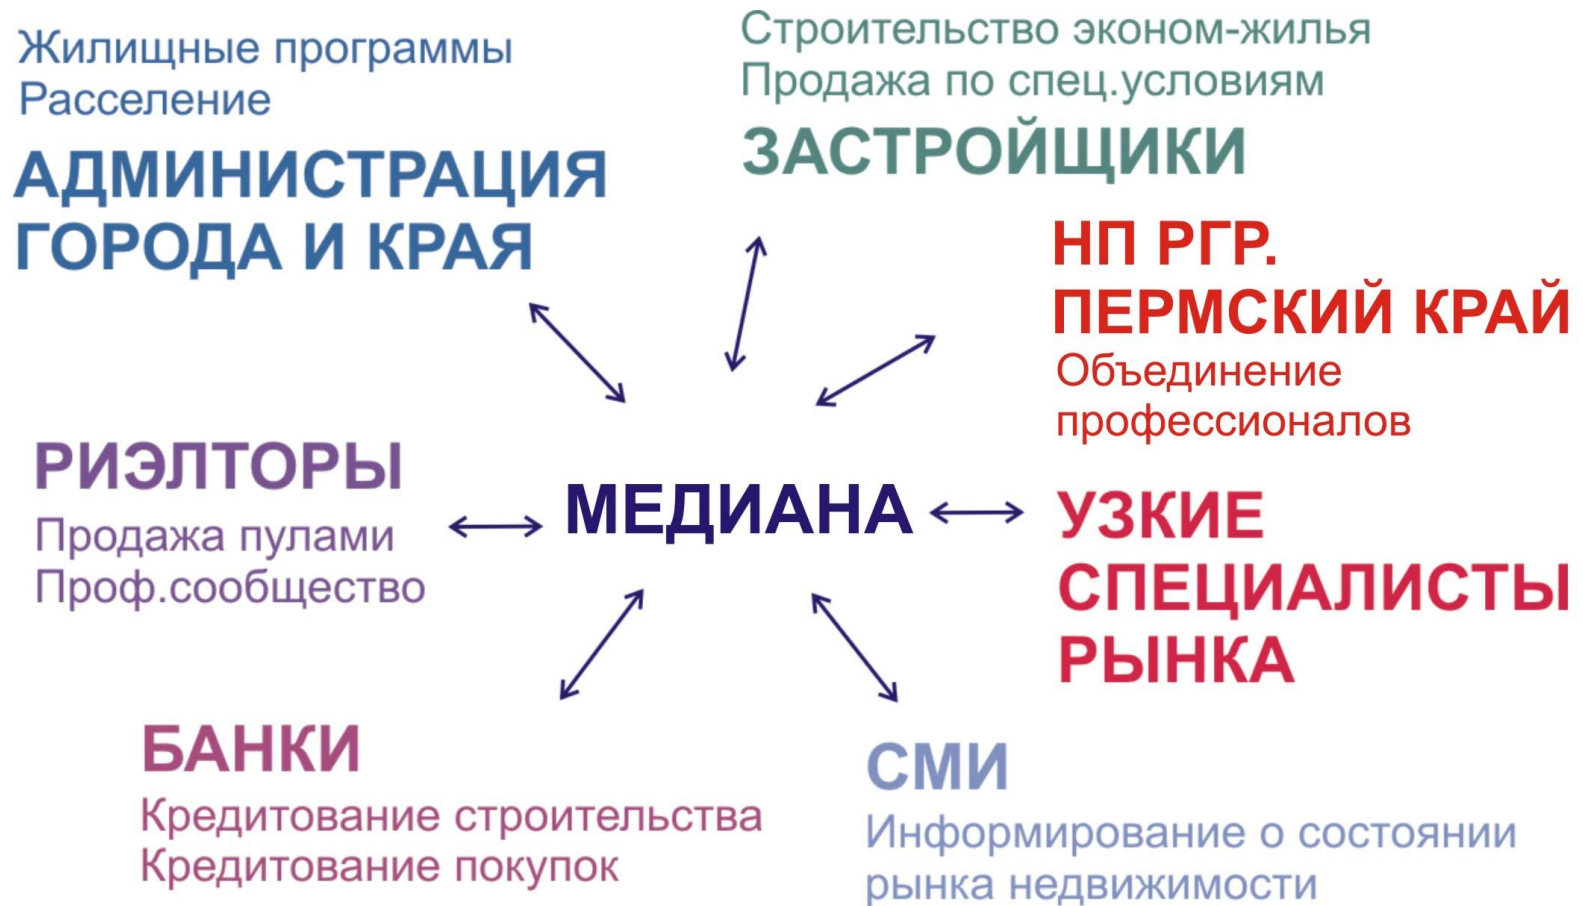 Жилищные программы
Расселение
АДМИНИСТРАЦИЯ
ГОРОДА И КРАЯ
Строительство эконом-жилья
Продажа по спец.условиям
ЗАСТРОЙЩИКИ
НП РГР.
ПЕРМСКИЙ КРАЙ
Объединение
профессионалов
РИЭЛТОРЫ
Продажа пулами
Проф.сообщество
МЕДИАНА
УЗКИЕ
СПЕЦИАЛИСТЫ
РЫНКА
БАНКИ
Кредитование строительства
Кредитование покупок
СМИ
Информирование о состоянии
рынка недвижимости